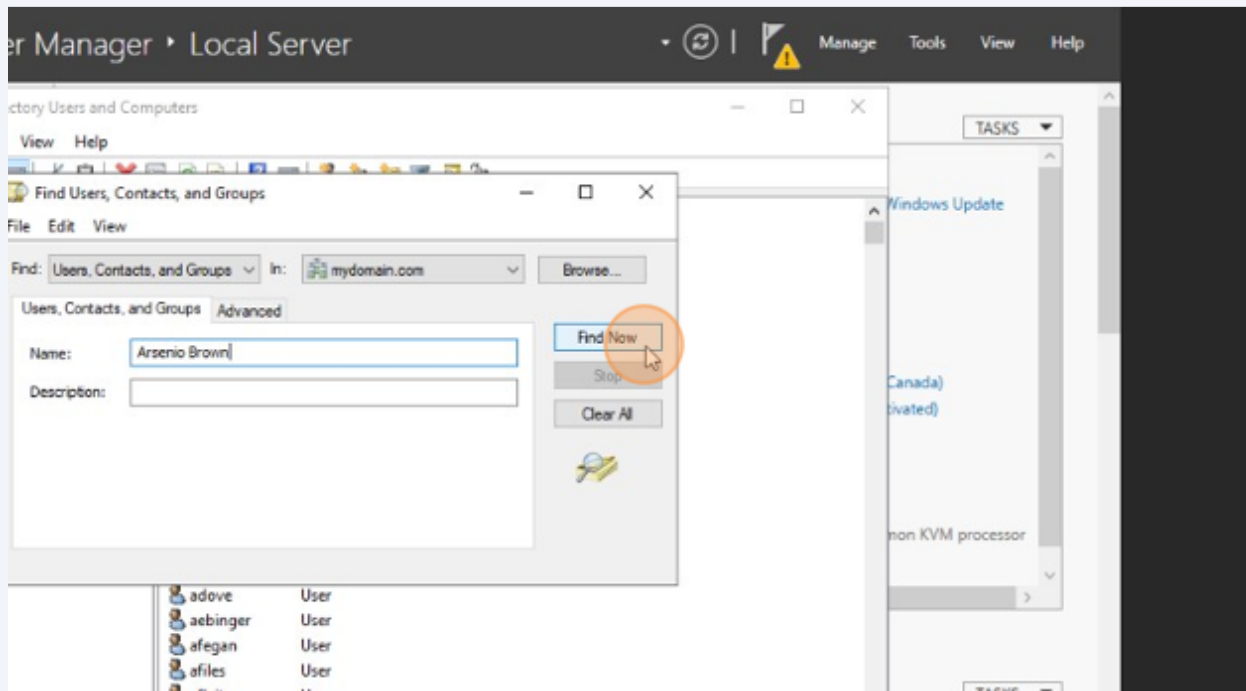 er Manager ‣ Local Server
Manage Tools View Help
ctory Users and Computers
TASKS
View Help
Find Users, Contacts, and Groups
Windows Update
File Edit View
Find: Users, Contacts, and Groups In: mydomain.com Browse...
Users, Contacts, and Groups Advanced
Find Now
Name: Arsenio Brown
Stop
Canada)
Description:
tivated)
Clear All
non KVM processor
adove User
aebinger User
afegan User
afiles User
TASKS